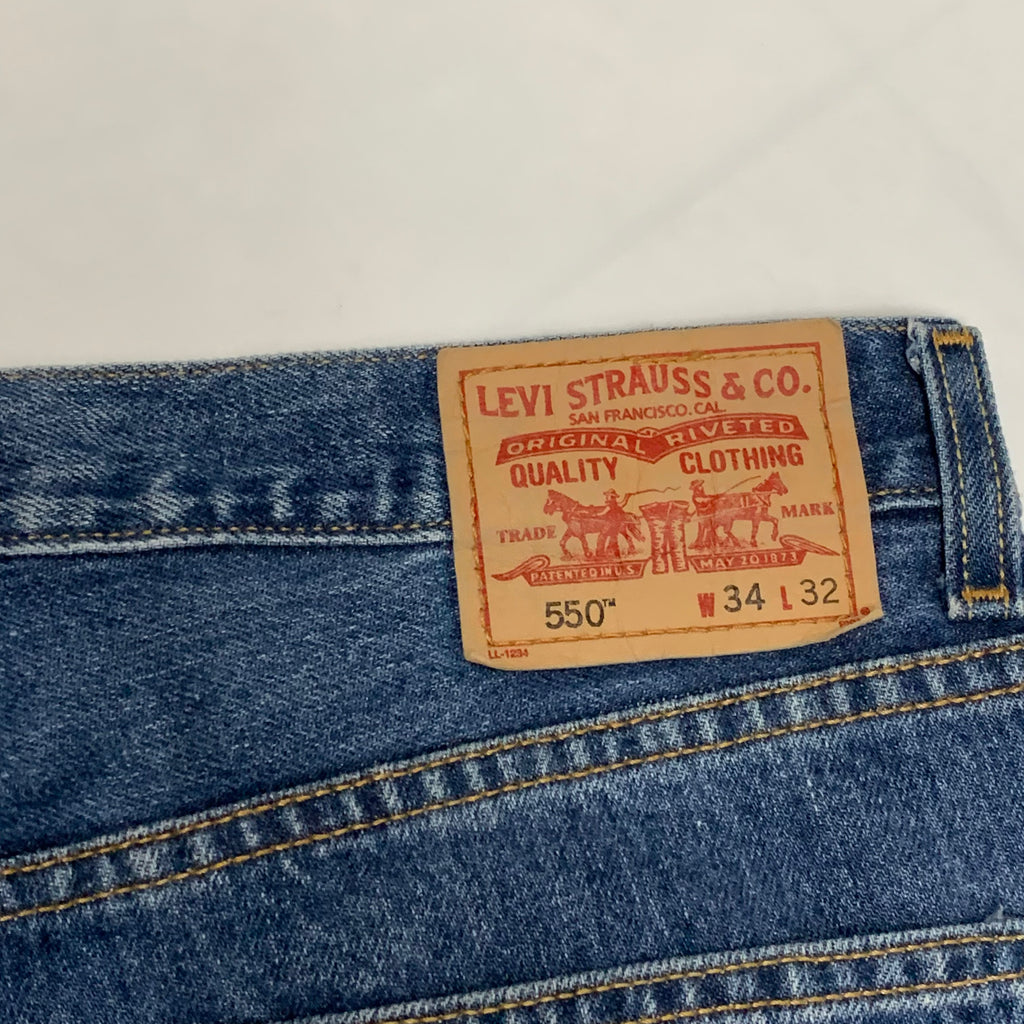 LEVI STRAUSS & CO.
SAN FRANCISCO. CAL.
ORIGINAL RIVETED
QUALITY CLOTHING
TRADE MARK
PATENTED IN U.S. MAY 20 1873
550™ W 34 L 32
LL-1234